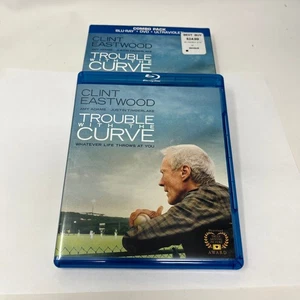 COMBO PACK
BLU-RAY + DVD + ULTRAVIOLET
CLINT
EASTWOOD
TROUBLE
WITH THE
CURVE
CLINT
EASTWOOD
AMY ADAMS JUSTIN TIMBERLAKE
TROUBLE
WITH THE
CURVE
WHATEVER LIFE THROWS AT YOU
AWARD